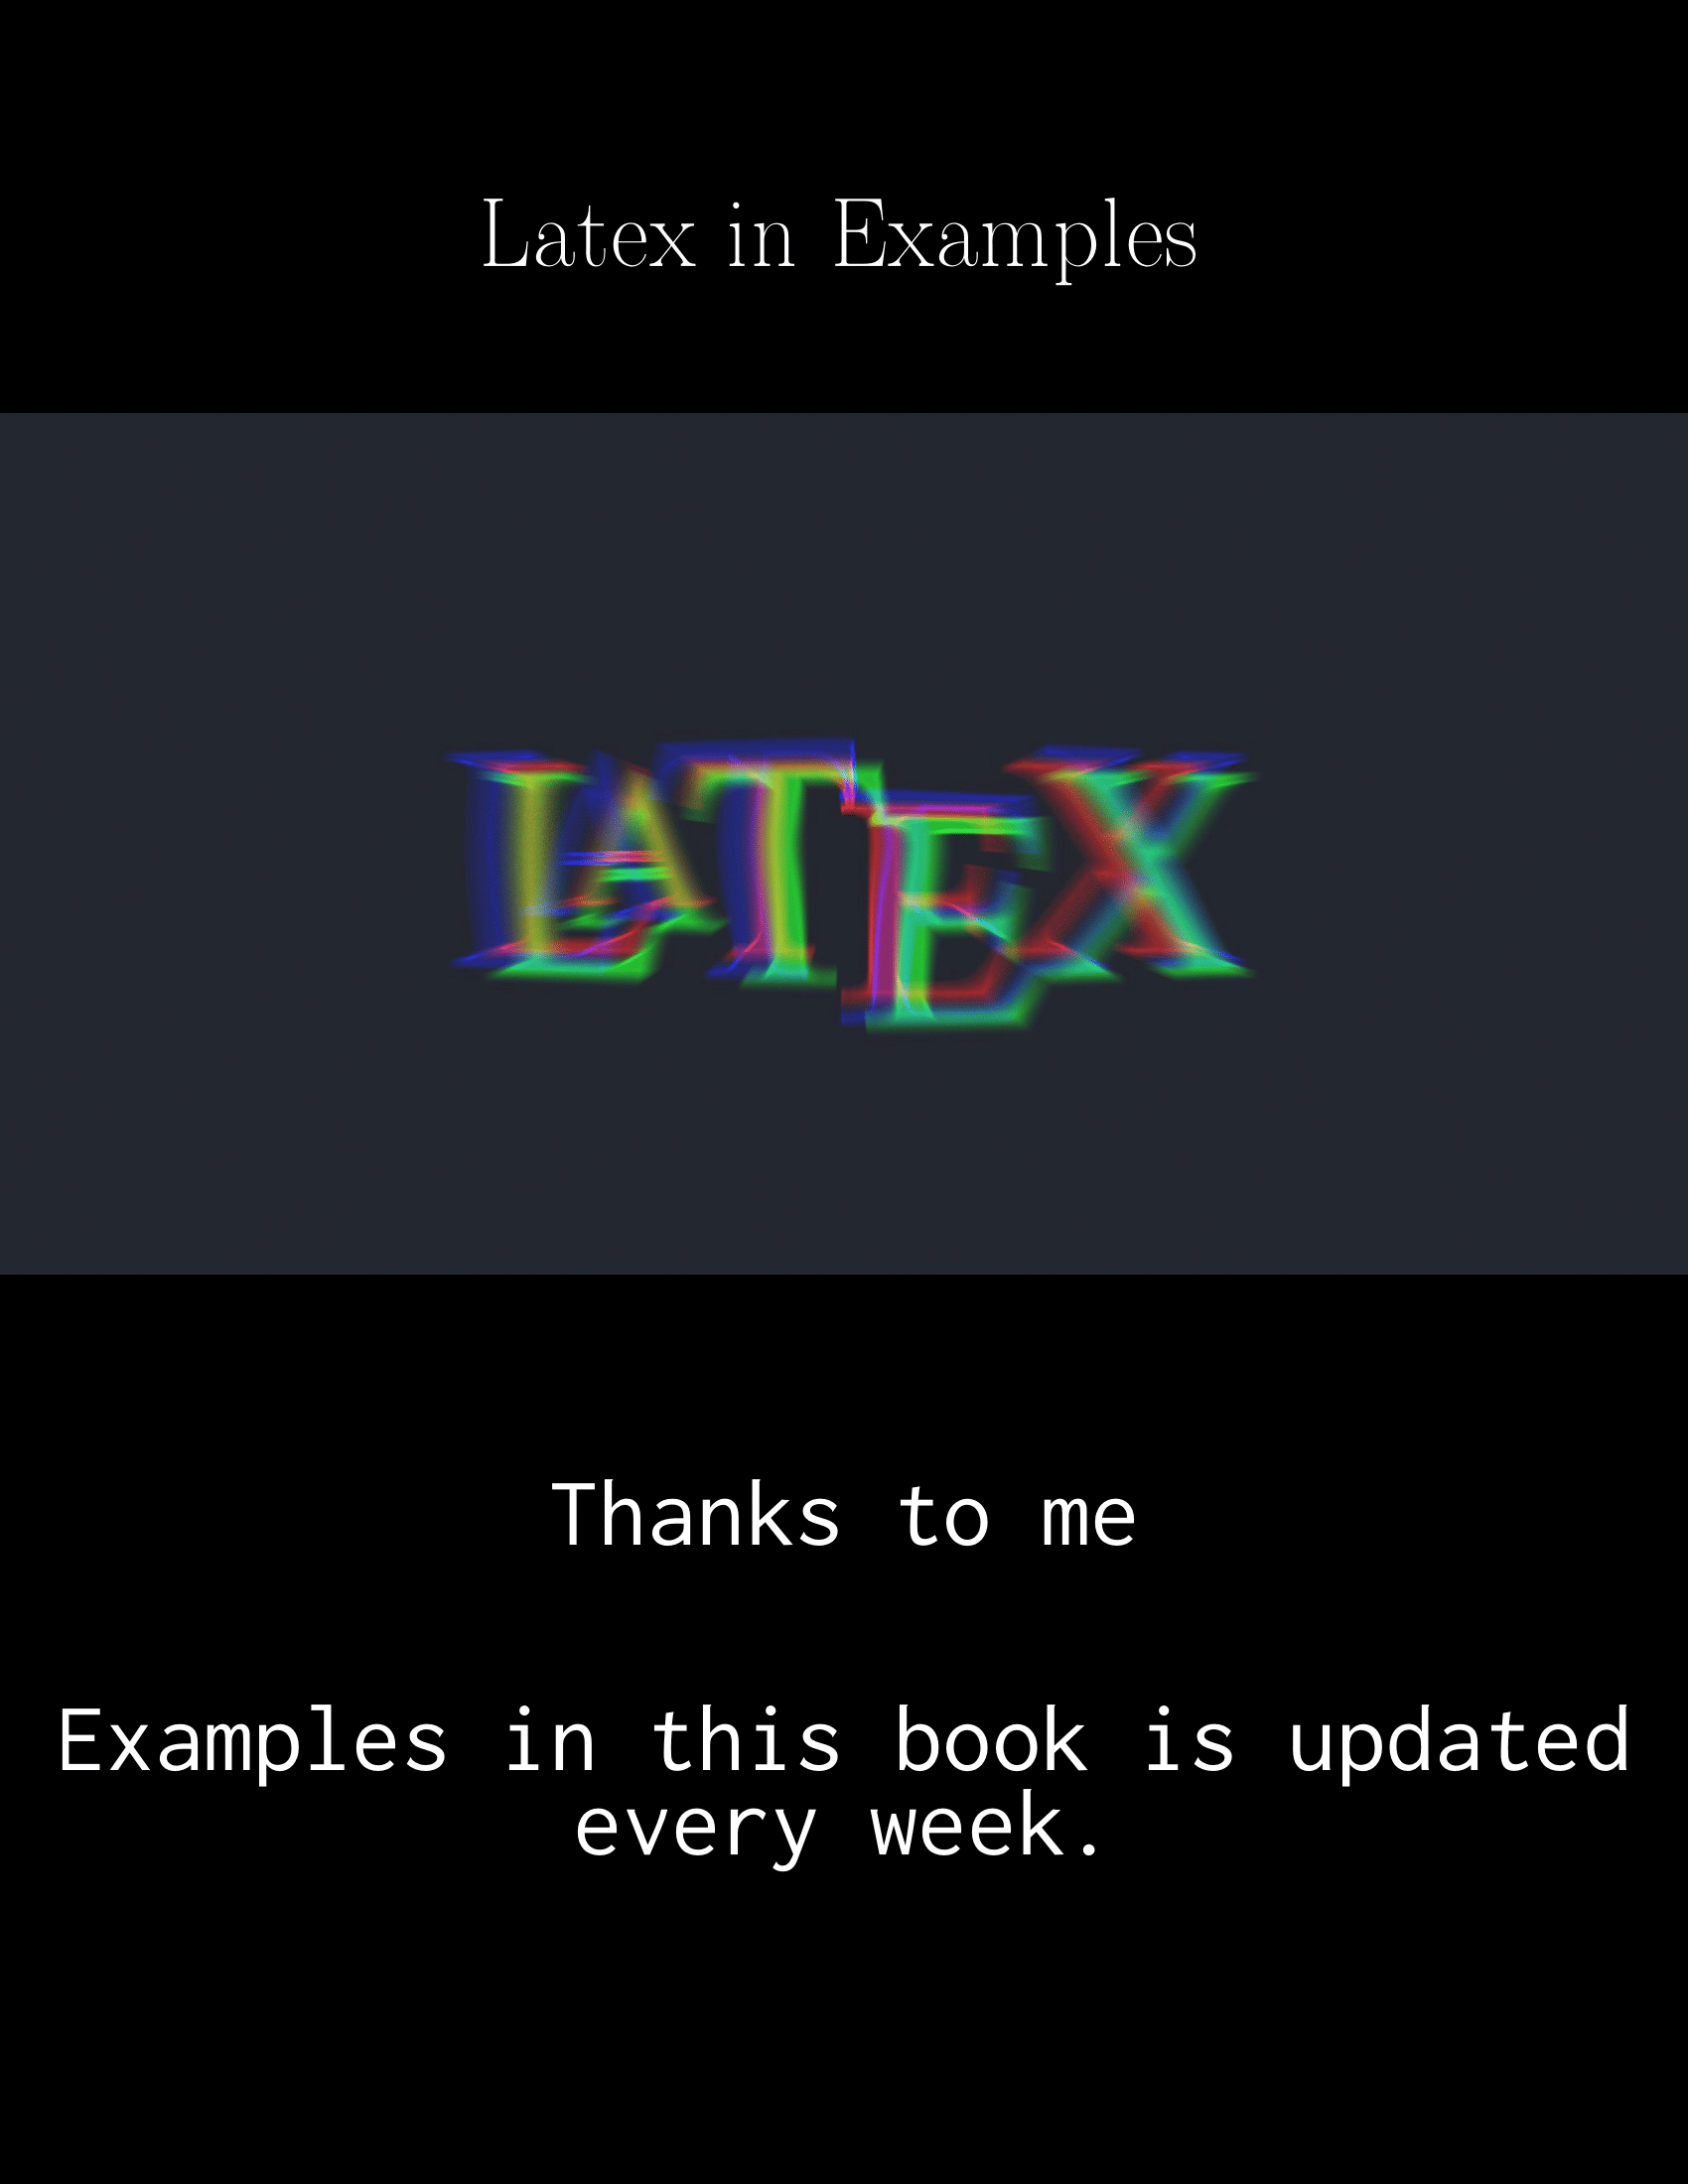 Latex in Examples
LATEX
Thanks to me
Examples in this book is updated
every week.